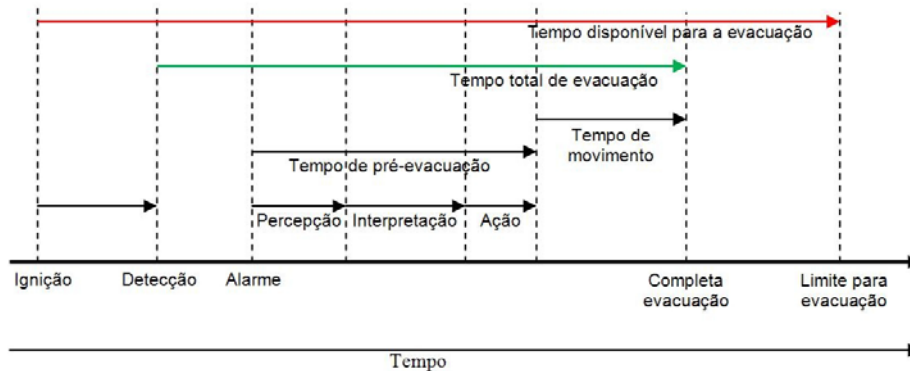 Tempo disponível para a evacuação
Tempo total de evacuação
Tempo de
movimento
Tempo de pré-evacuação
Percepção
Interpretação
Ação
Ignição
Detecção
Alarme
Completa
evacuação
Limite para
evacuação
Tempo